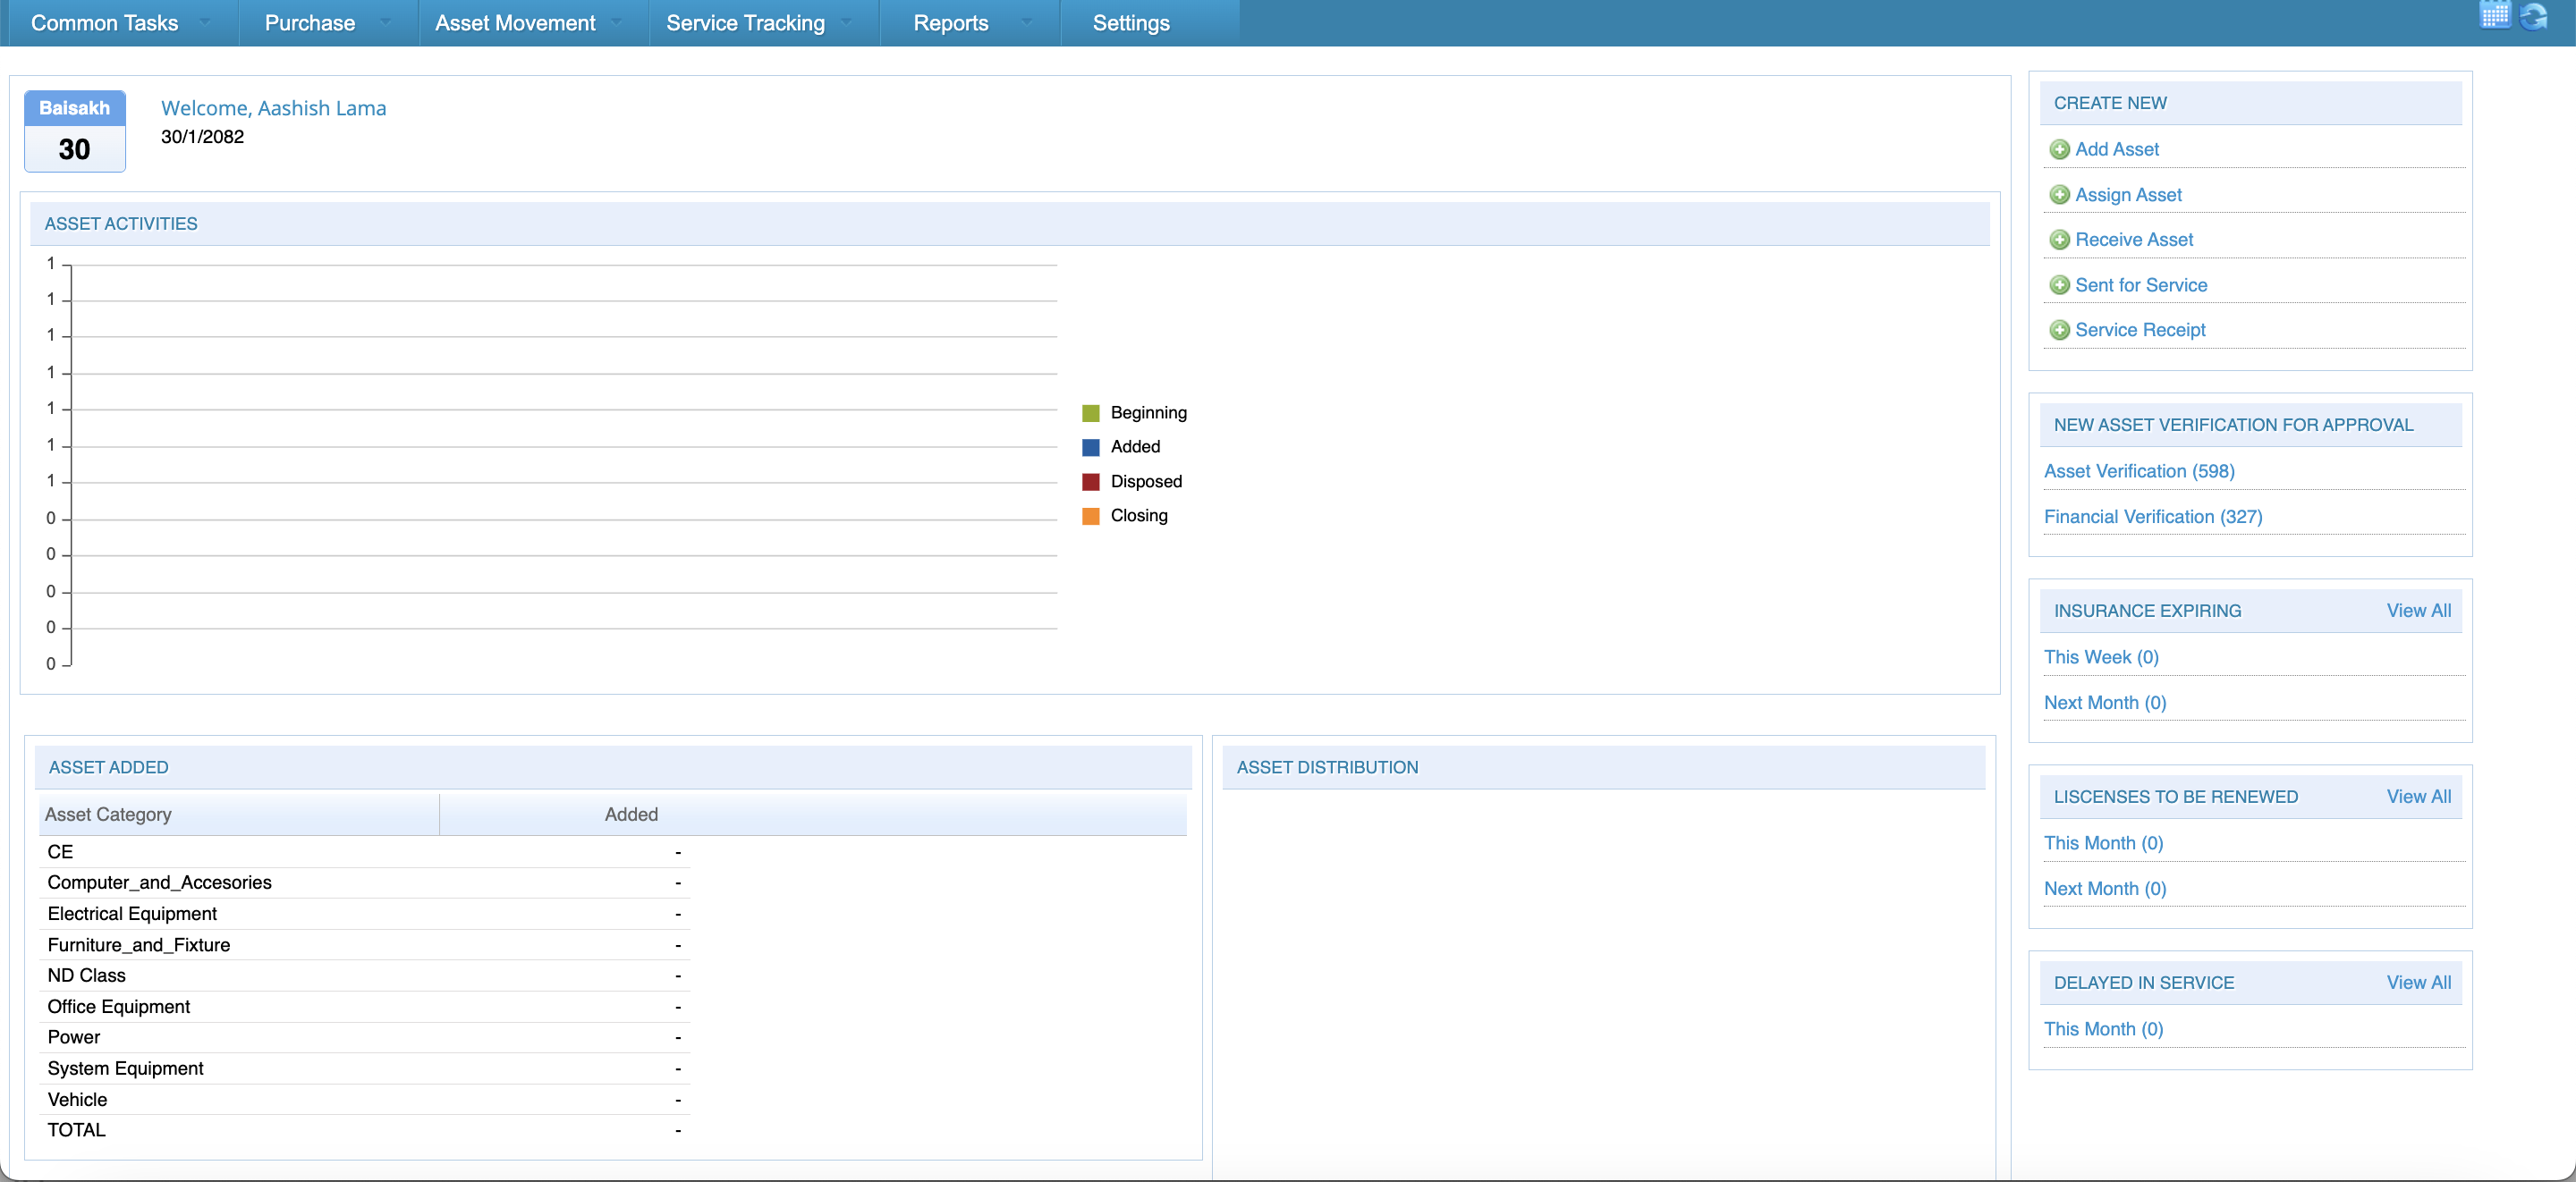 Common Tasks
Purchase
Asset Movement
Service Tracking
Reports
Settings
Baisakh
30
Welcome, Aashish Lama
30/1/2082
ASSET ACTIVITIES
1
1
1
1
1
1
1
0
0
0
0
0
Beginning
Added
Disposed
Closing
ASSET ADDED
Asset Category Added
CE -
Computer_and_Accesories -
Electrical Equipment -
Furniture_and_Fixture -
ND Class -
Office Equipment -
Power -
System Equipment -
Vehicle -
TOTAL -
ASSET DISTRIBUTION
CREATE NEW
Add Asset
Assign Asset
Receive Asset
Sent for Service
Service Receipt
NEW ASSET VERIFICATION FOR APPROVAL
Asset Verification (598)
Financial Verification (327)
INSURANCE EXPIRING View All
This Week (0)
Next Month (0)
LISCENSES TO BE RENEWED View All
This Month (0)
Next Month (0)
DELAYED IN SERVICE View All
This Month (0)